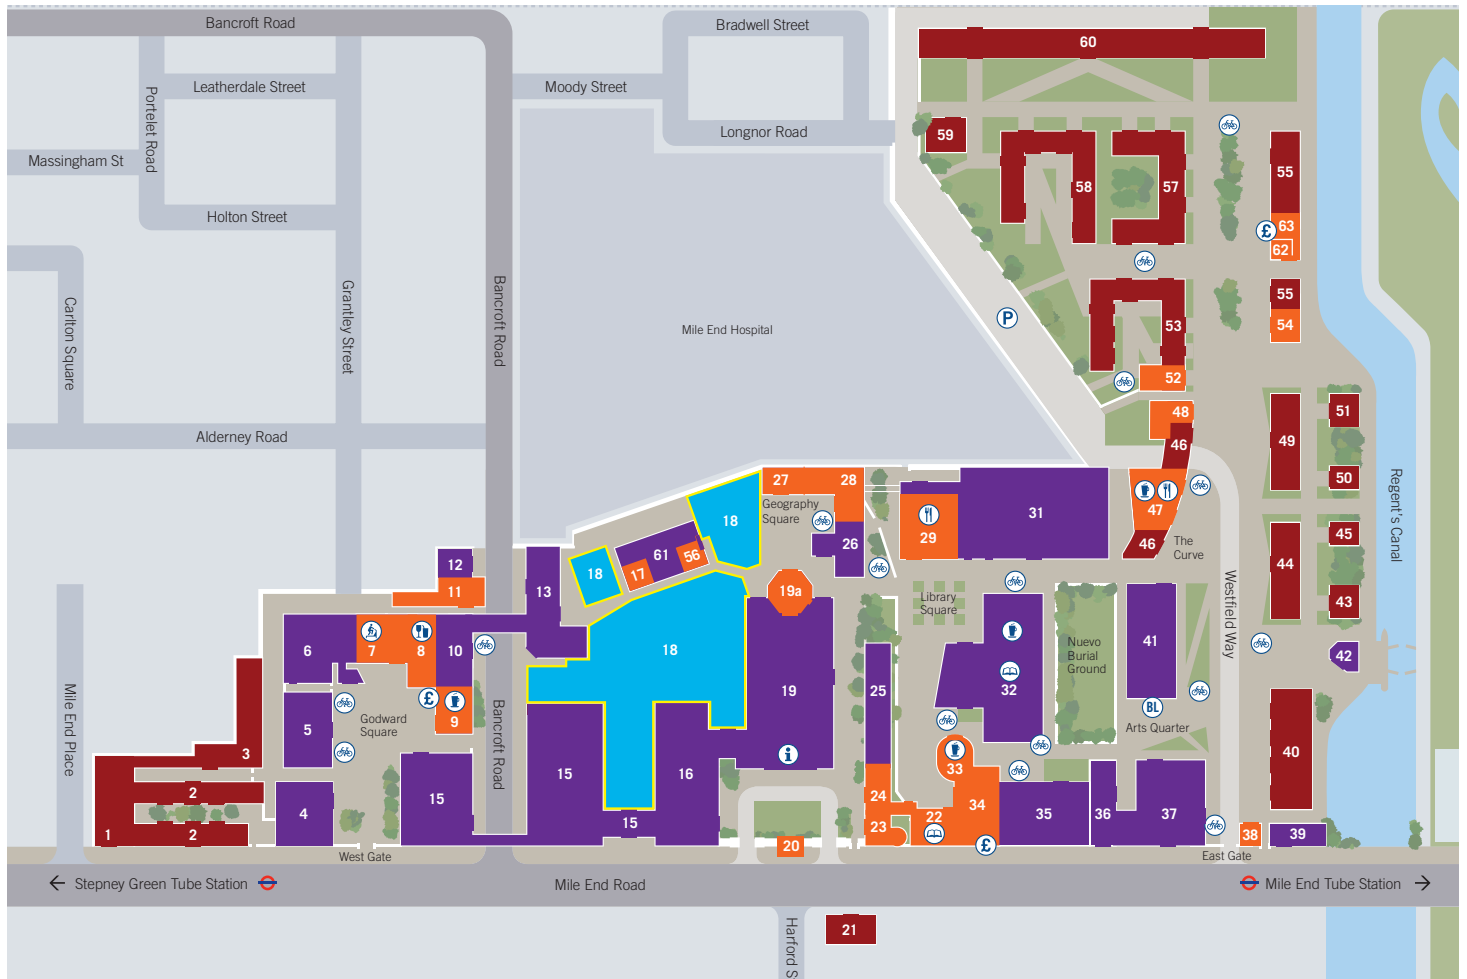 Bancroft Road
Bradwell Street
60
Leatherdale Street
Moody Street
Portelet Road
Longnor Road
59
Massingham St
55
58
57
Holton Street
63
£
62
Carlton Square
Grantley Street
Bancroft Road
Mile End Hospital
P
55
53
54
52
48
51
49
46
Alderney Road
27
28
50
Regent's Canal
Geography
Square
18
47
29
31
45
26
46
The
Curve
61
56
12
18
17
13
11
19a
44
Library
Square
43
Westfield Way
41
Nuevo
Burial
Ground
6
7
8
10
18
42
32
19
25
£
9
BL
Arts Quarter
5
Godward
Square
Mile End Place
Bancroft Road
3
i
40
33
15
15
16
2
24
34
4
35
36
37
1
2
15
23
22
38
39
20
£
West Gate
East Gate
Stepney Green Tube Station
Mile End Road
Mile End Tube Station
21
Harford S